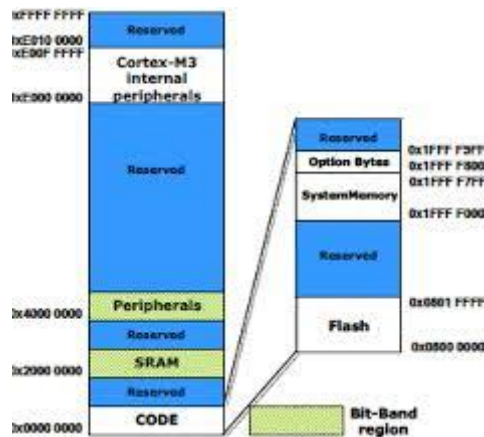 0xFFFF FFFF
Reserved
0xE010 0000
0xE00F FFFF
Cortex-M3
internal
peripherals
0xE000 0000
Reserved
Peripherals
0x4000 0000
Reserved
SRAM
0x2000 0000
Reserved
CODE
0x0000 0000
Reserved
0x1FFF F9FF
Option Bytes
0x1FFF F800
0x1FFF F7FF
SystemMemory
0x1FFF F000
Reserved
0x0801 FFFF
Flash
0x0800 0000
Bit-Band
region